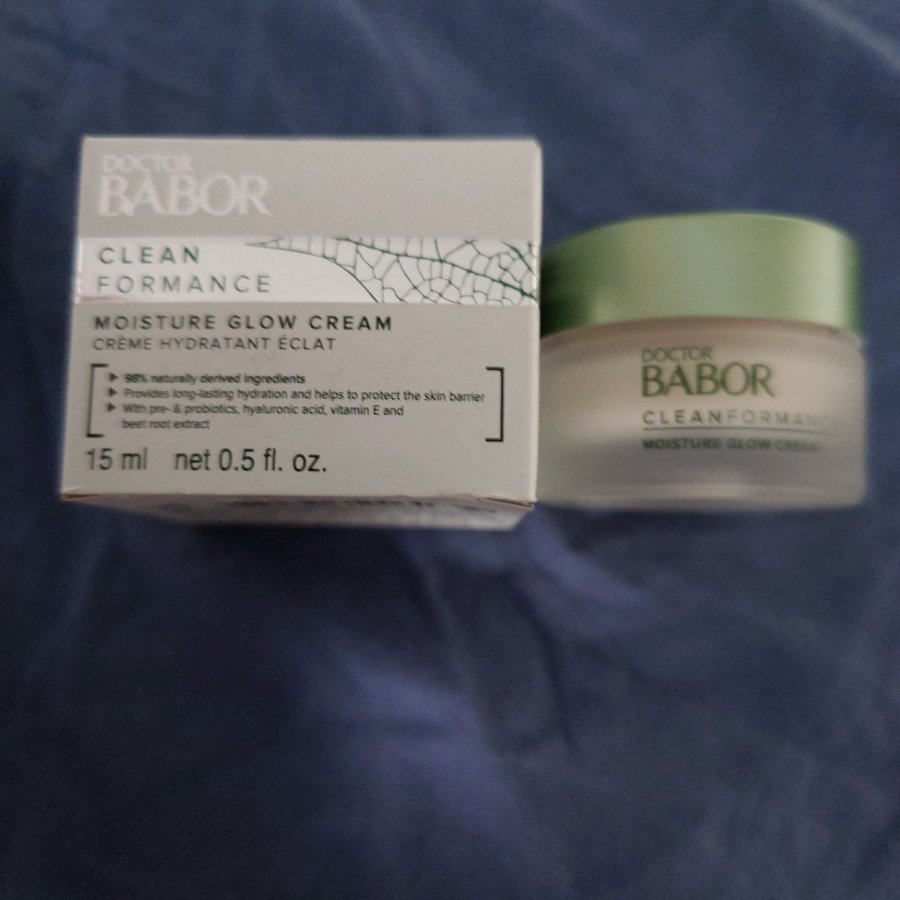 DOCTOR
BABOR
CLEAN
FORMANCE
MOISTURE GLOW CREAM
CRÈME HYDRATANT ÉCLAT
98% naturally derived ingredients
Provides long-lasting hydration and helps to protect the skin barrier
With pre- & probiotics, hyaluronic acid, vitamin E and
beet root extract
15 ml net 0.5 fl. oz.
DOCTOR
BABOR
CLEANFORMANCE
MOISTURE GLOW CREAM